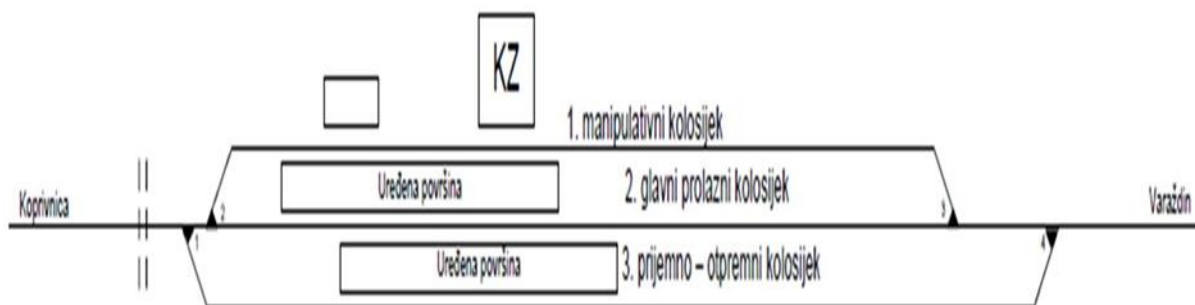 KZ
1. manipulativni kolosijek
Uređena površina
2. glavni prolazni kolosijek
Koprivnica
2
3
Varaždin
1
4
Uređena površina
3. prijemno – otpremni kolosijek